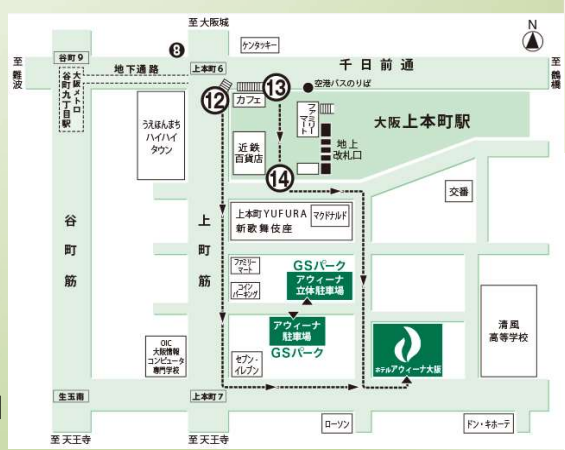 至 大阪城
N
❽
ケンタッキー
至 難波
谷町9
地下通路
上本町6
千日前通
至 鶴橋
大阪メトロ
谷町九丁目駅
⑫
⑬
カフェ
空港バスのりば
ファミリーマート
大阪上本町駅
うえほんまち
ハイハイ
タウン
近鉄
百貨店
地上
改札口
⑭
交番
谷町筋
上町筋
上本町YUFURA
新歌舞伎座
マクドナルド
ファミリー
マート
GSパーク
アウィーナ
立体駐車場
コイン
パーキング
アウィーナ
駐車場
GSパーク
清風
高等学校
OIC
大阪情報
コンピュータ
専門学校
セブン-
イレブン
ホテルアウィーナ大阪
生玉南
上本町7
ローソン
ドン・キホーテ
至 天王寺
至 天王寺